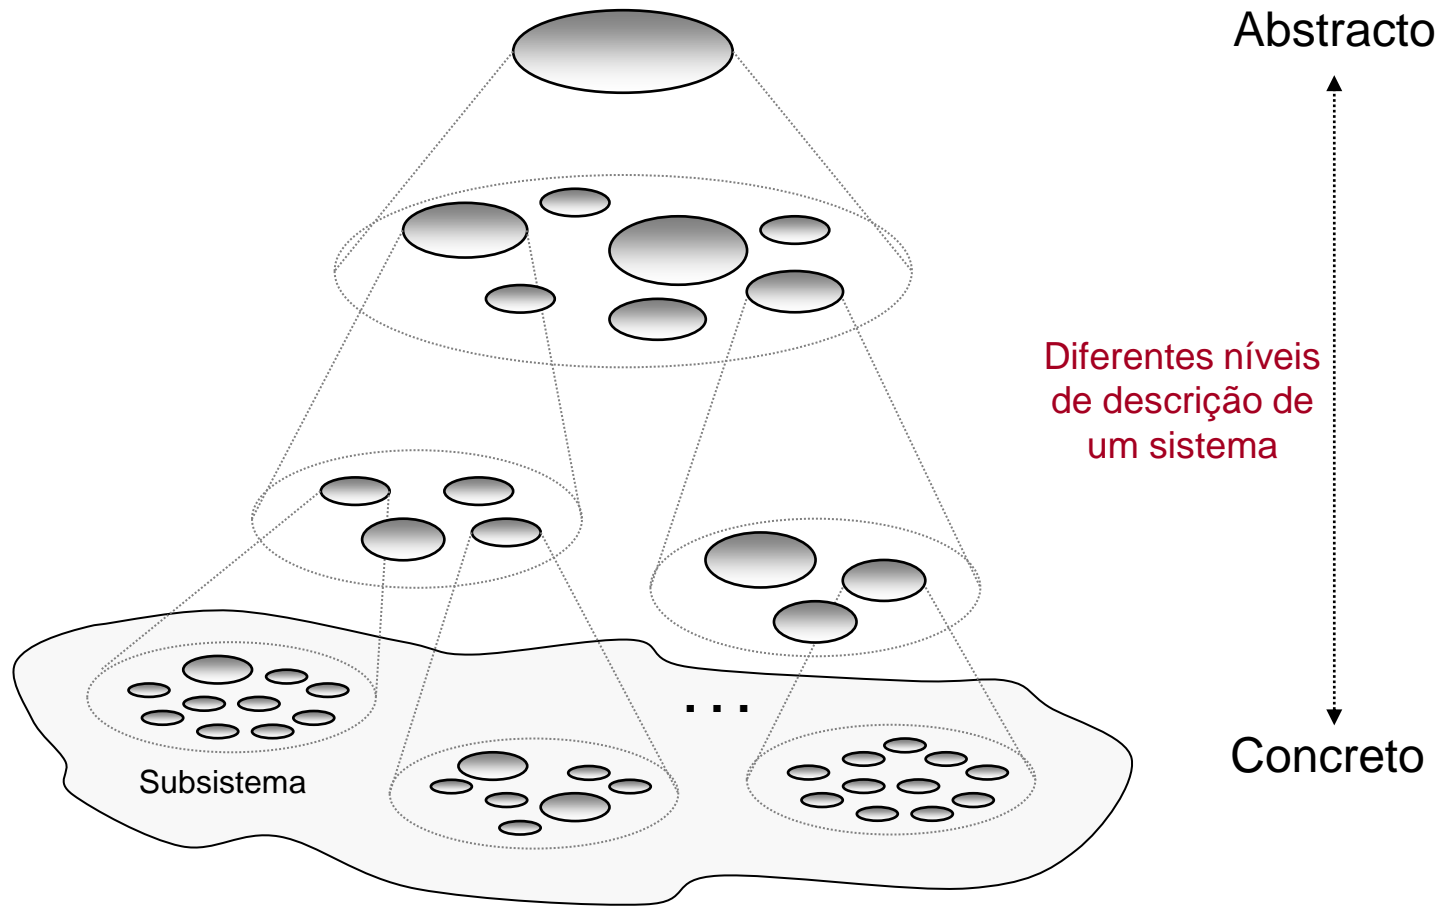 Abstracto
Diferentes níveis
de descrição de
um sistema
...
Concreto
Subsistema